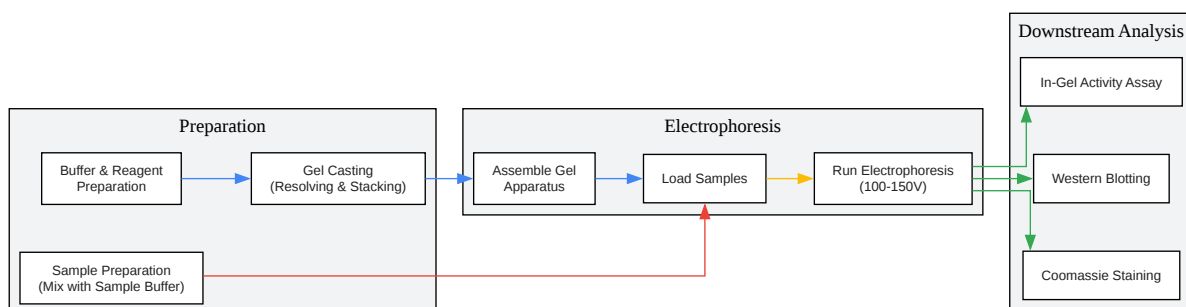 Preparation
Buffer & Reagent
Preparation
Gel Casting
(Resolving & Stacking)
Sample Preparation
(Mix with Sample Buffer)
Electrophoresis
Assemble Gel
Apparatus
Load Samples
Run Electrophoresis
(100-150V)
Downstream Analysis
In-Gel Activity Assay
Western Blotting
Coomassie Staining